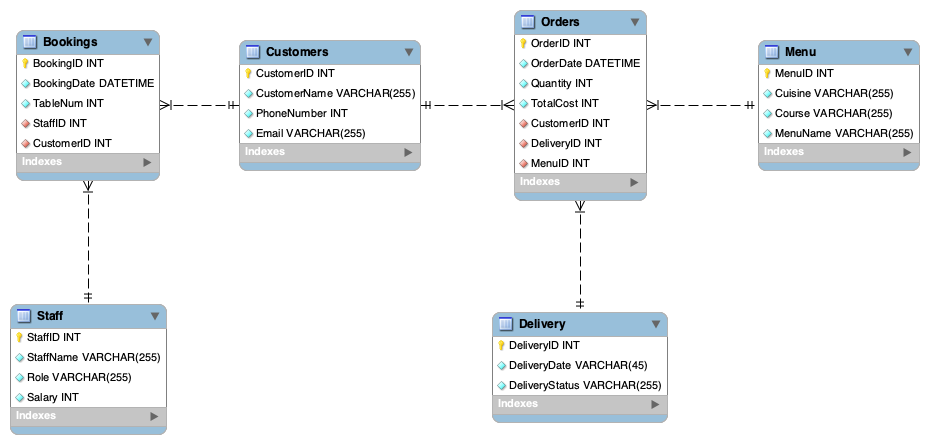 Bookings
BookingID INT
BookingDate DATETIME
TableNum INT
StaffID INT
CustomerID INT
Indexes
Customers
CustomerID INT
CustomerName VARCHAR(255)
PhoneNumber INT
Email VARCHAR(255)
Indexes
Orders
OrderID INT
OrderDate DATETIME
Quantity INT
TotalCost INT
CustomerID INT
DeliveryID INT
MenuID INT
Indexes
Menu
MenuID INT
Cuisine VARCHAR(255)
Course VARCHAR(255)
MenuName VARCHAR(255)
Indexes
Staff
StaffID INT
StaffName VARCHAR(255)
Role VARCHAR(255)
Salary INT
Indexes
Delivery
DeliveryID INT
DeliveryDate VARCHAR(45)
DeliveryStatus VARCHAR(255)
Indexes